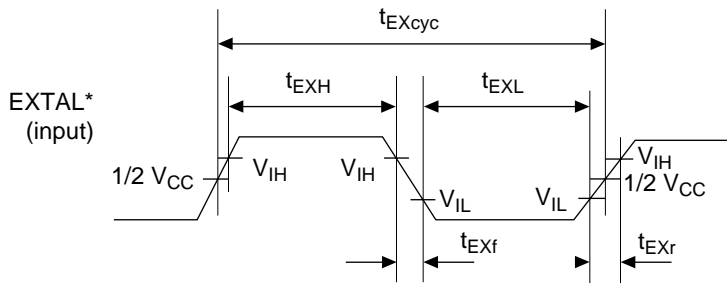 tEXcyc
EXTAL*
(input)
tEXH
tEXL
1/2 VCC
VIH
VIH
VIL
VIL
VIH
1/2 VCC
tEXf
tEXr